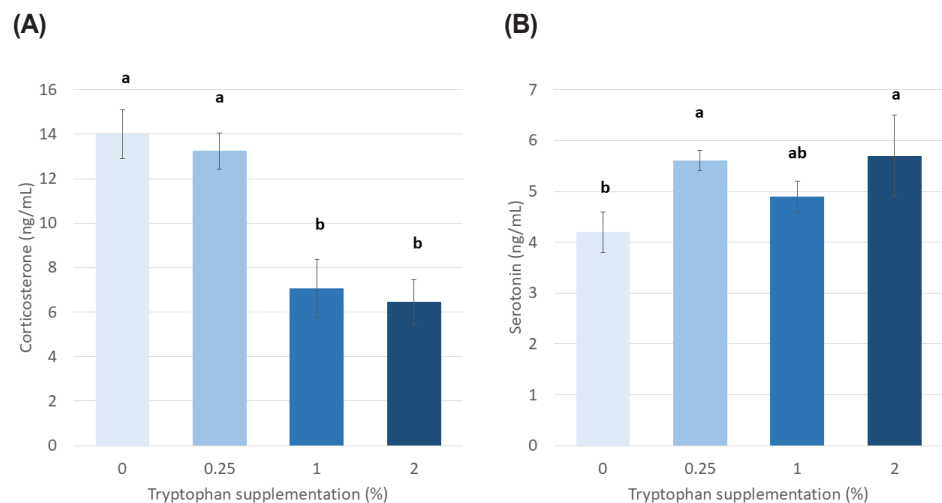 (A)
a
a
b
b
16
14
12
10
8
6
4
2
0
Corticosterone (ng/mL)
0 0.25 1 2
Tryptophan supplementation (%)
(B)
b
a
ab
a
7
6
5
4
3
2
1
0
Serotonin (ng/mL)
0 0.25 1 2
Tryptophan supplementation (%)